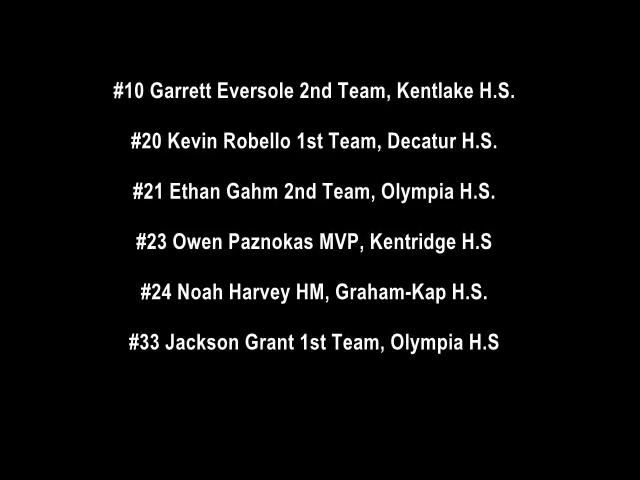 #10 Garrett Eversole 2nd Team, Kentlake H.S.
#20 Kevin Robello 1st Team, Decatur H.S.
#21 Ethan Gahm 2nd Team, Olympia H.S.
#23 Owen Paznokas MVP, Kentridge H.S
#24 Noah Harvey HM, Graham-Kap H.S.
#33 Jackson Grant 1st Team, Olympia H.S